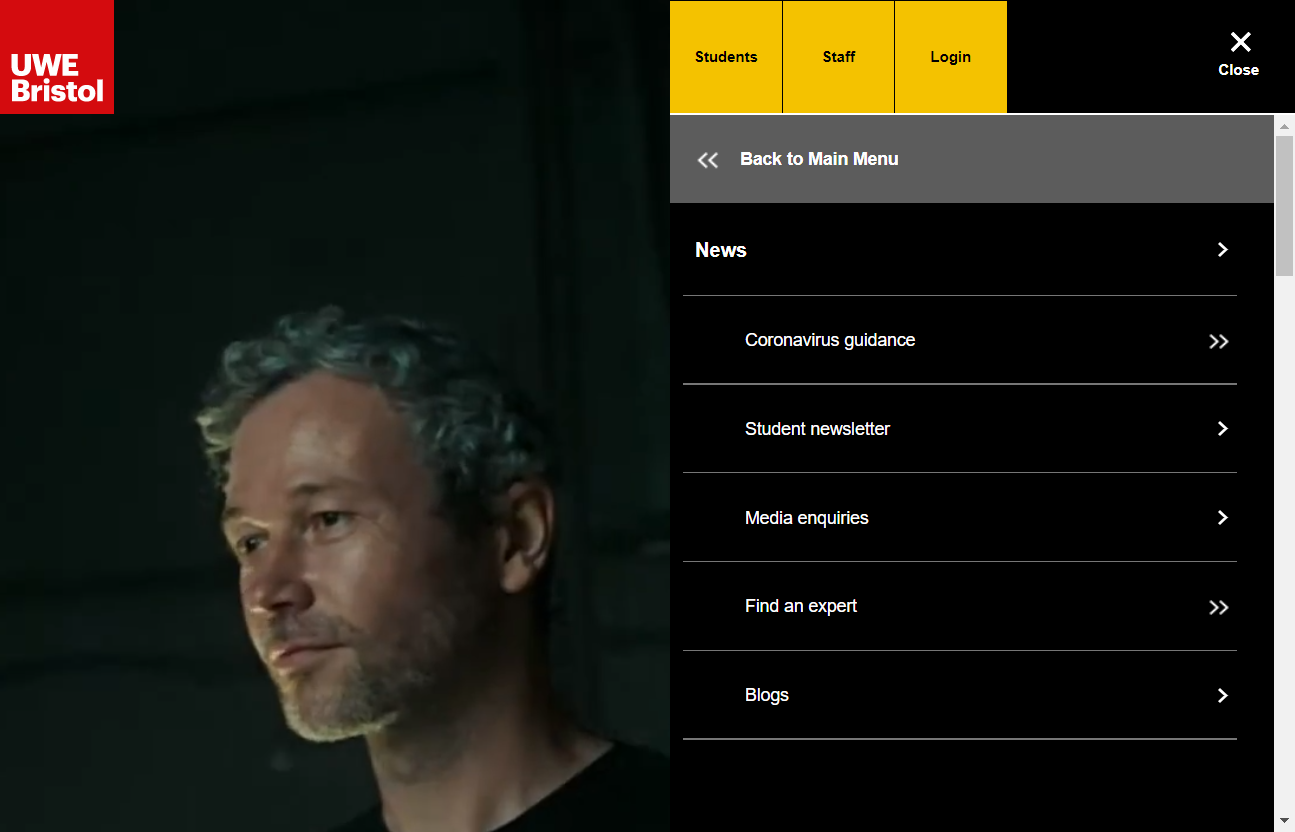 UWE
Bristol
Students
Staff
Login
Close
Back to Main Menu
News
Coronavirus guidance
Student newsletter
Media enquiries
Find an expert
Blogs